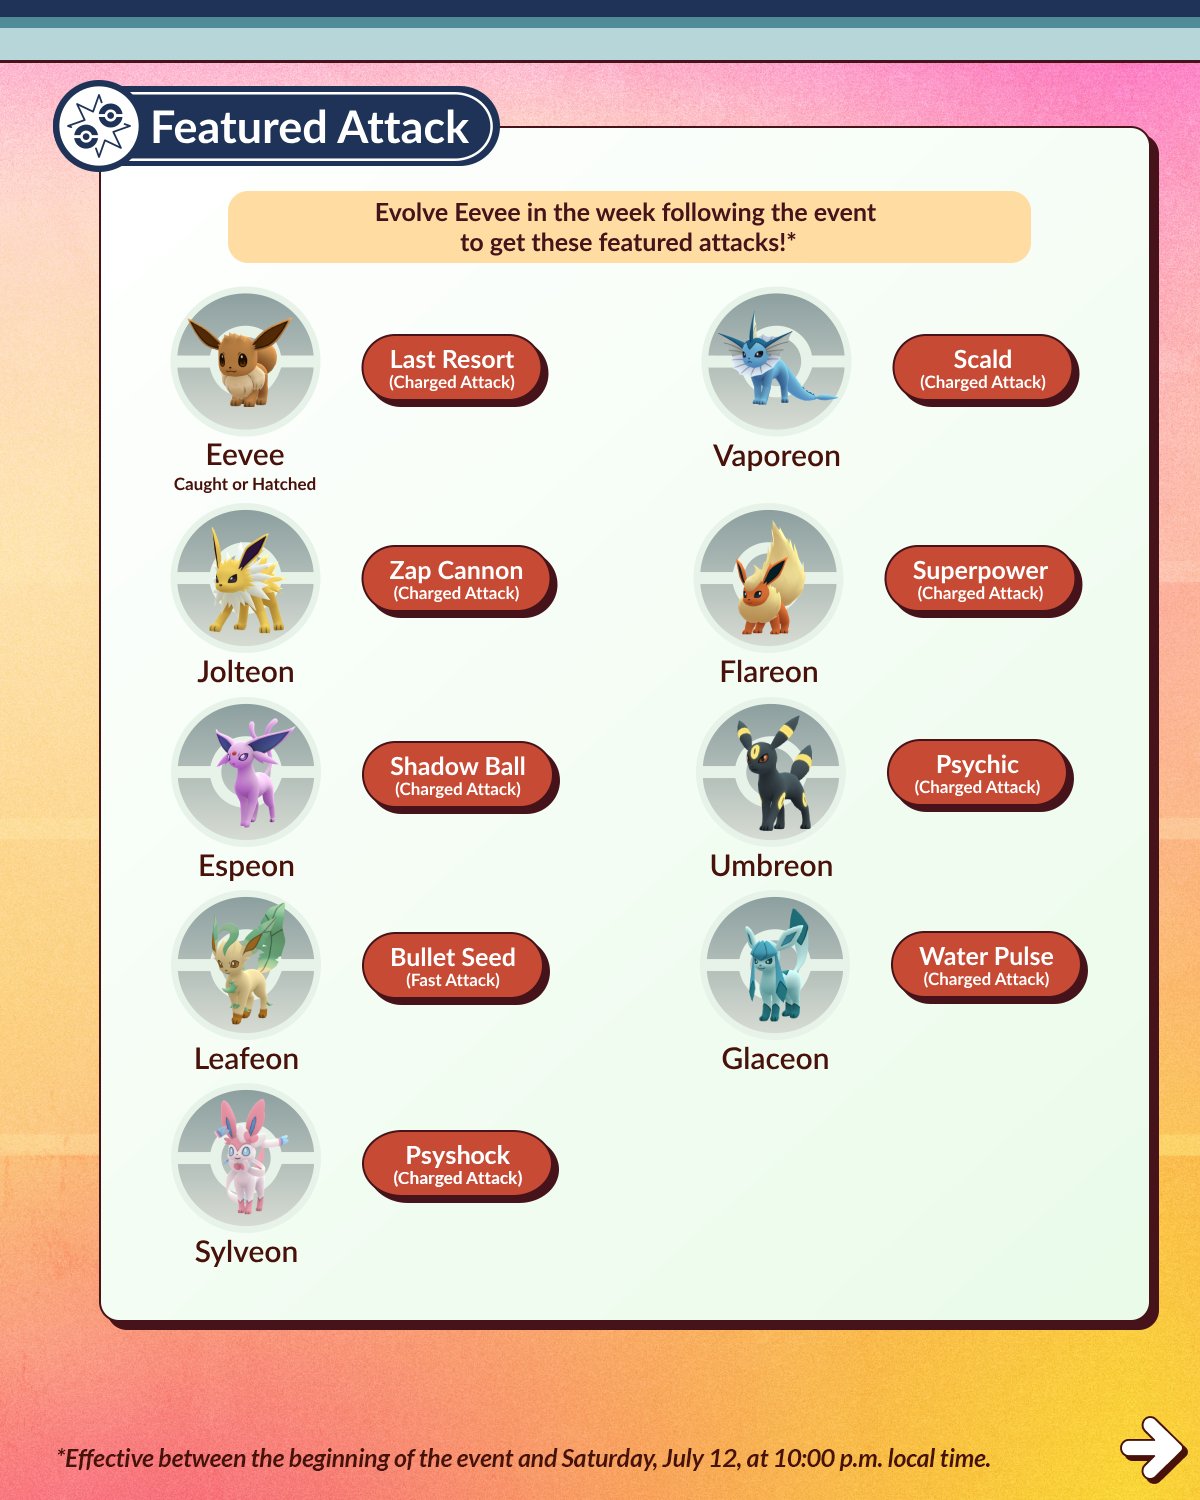 Featured Attack
Evolve Eevee in the week following the event
to get these featured attacks!*
Last Resort
(Charged Attack)
Eevee
Caught or Hatched
Scald
(Charged Attack)
Vaporeon
Zap Cannon
(Charged Attack)
Jolteon
Superpower
(Charged Attack)
Flareon
Shadow Ball
(Charged Attack)
Espeon
Psychic
(Charged Attack)
Umbreon
Bullet Seed
(Fast Attack)
Leafeon
Water Pulse
(Charged Attack)
Glaceon
Psyshock
(Charged Attack)
Sylveon
*Effective between the beginning of the event and Saturday, July 12, at 10:00 p.m. local time.